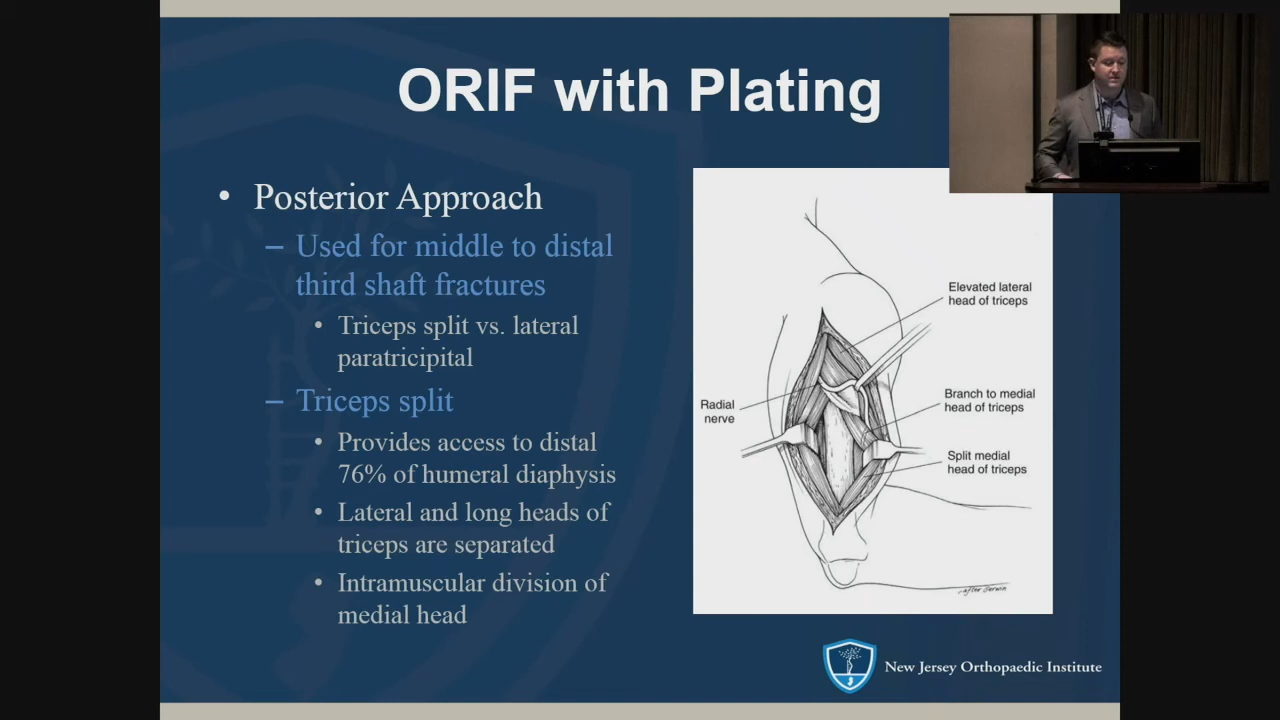 ORIF with Plating
• Posterior Approach
– Used for middle to distal
third shaft fractures
• Triceps split vs. lateral
paratricipital
– Triceps split
• Provides access to distal
76% of humeral diaphysis
• Lateral and long heads of
triceps are separated
• Intramuscular division of
medial head
Elevated lateral
head of triceps
Radial
nerve
Branch to medial
head of triceps
Split medial
head of triceps
after Gerwin
New Jersey Orthopaedic Institute